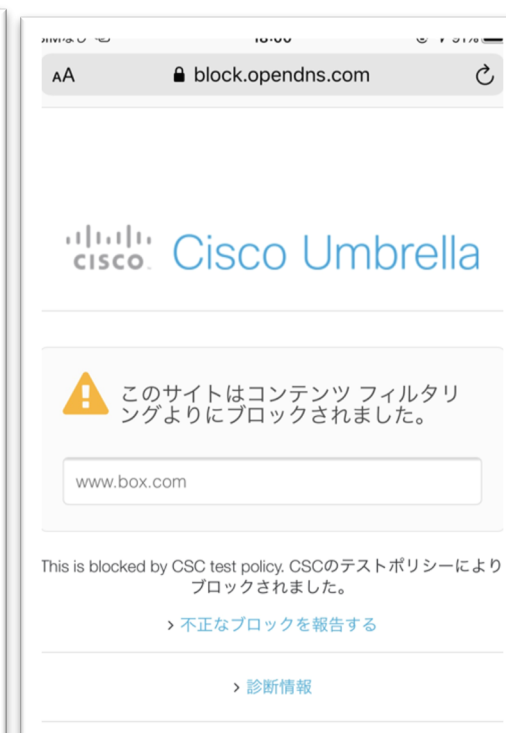 18:00
91%
AA block.opendns.com
CISCO Cisco Umbrella
このサイトはコンテンツ フィルタリ
ングよりにブロックされました。
www.box.com
This is blocked by CSC test policy. CSCのテストポリシーにより
ブロックされました。
> 不正なブロックを報告する
> 診断情報